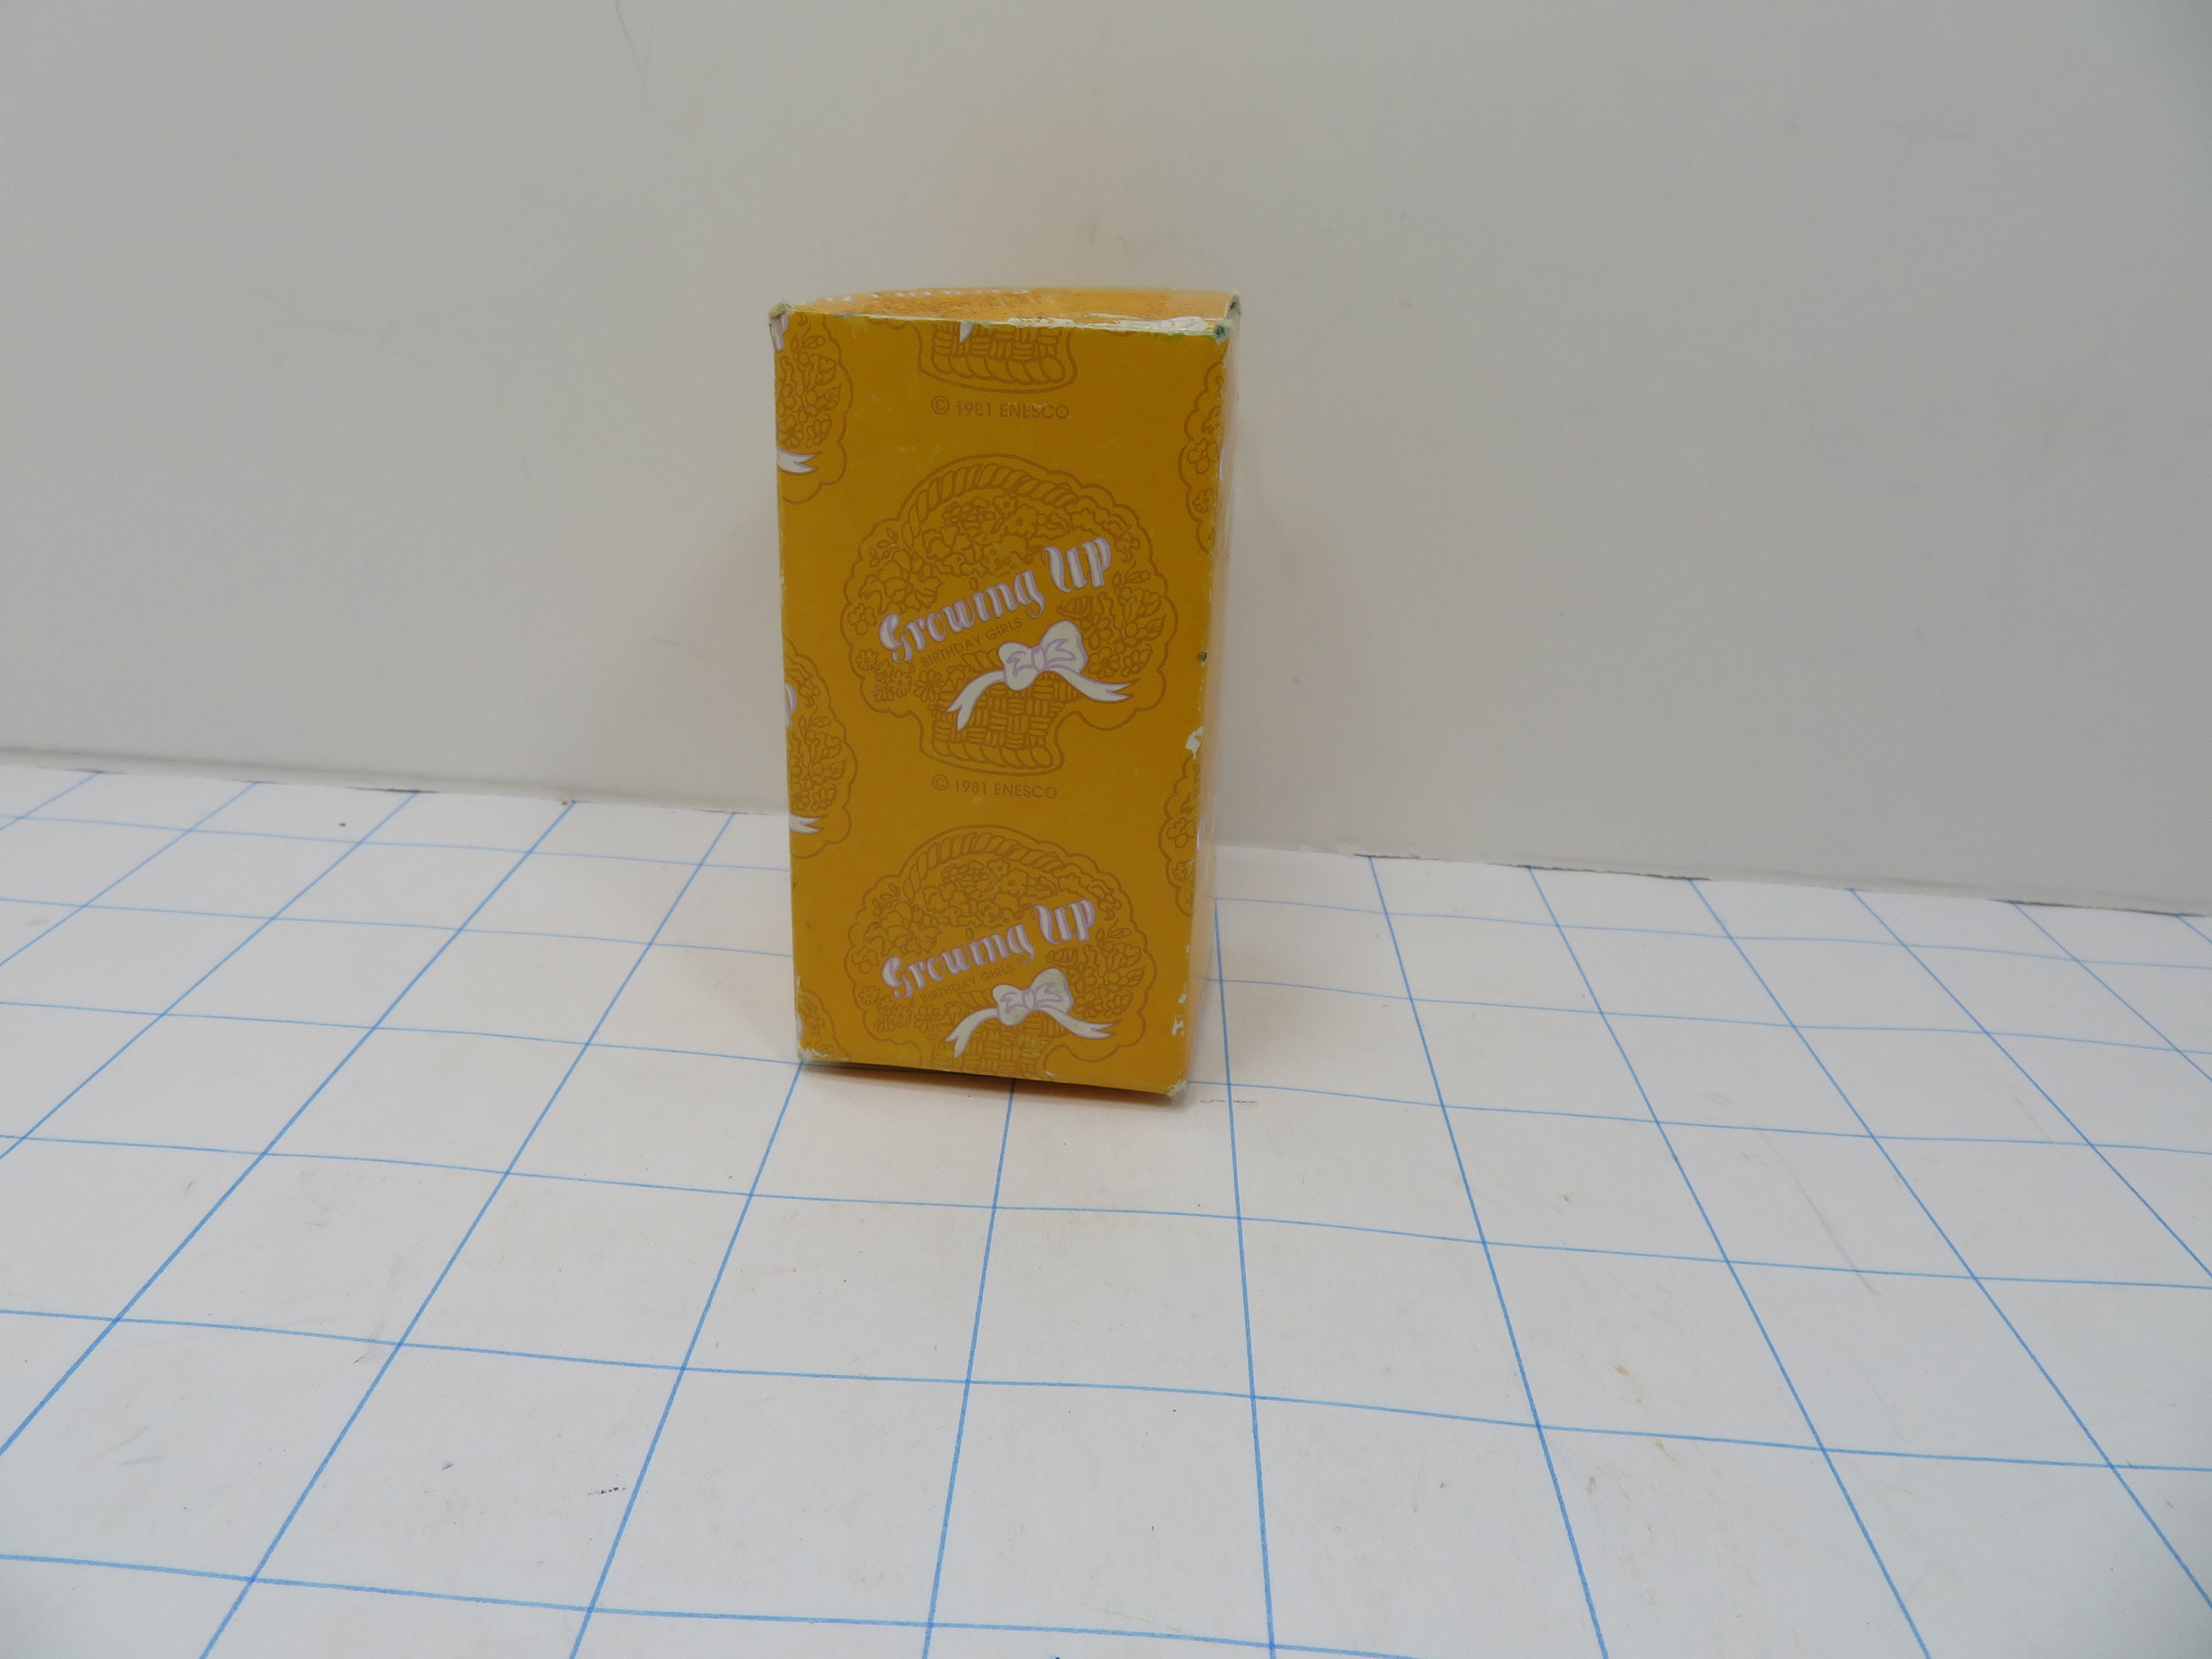 © 1981 ENESCO
Growing Up
BIRTHDAY GIRLS
© 1981 ENESCO
Growing Up
BIRTHDAY GIRLS